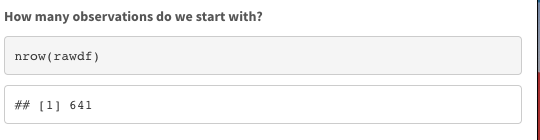 How many observations do we start with?
nrow(rawdf)
## [1] 641